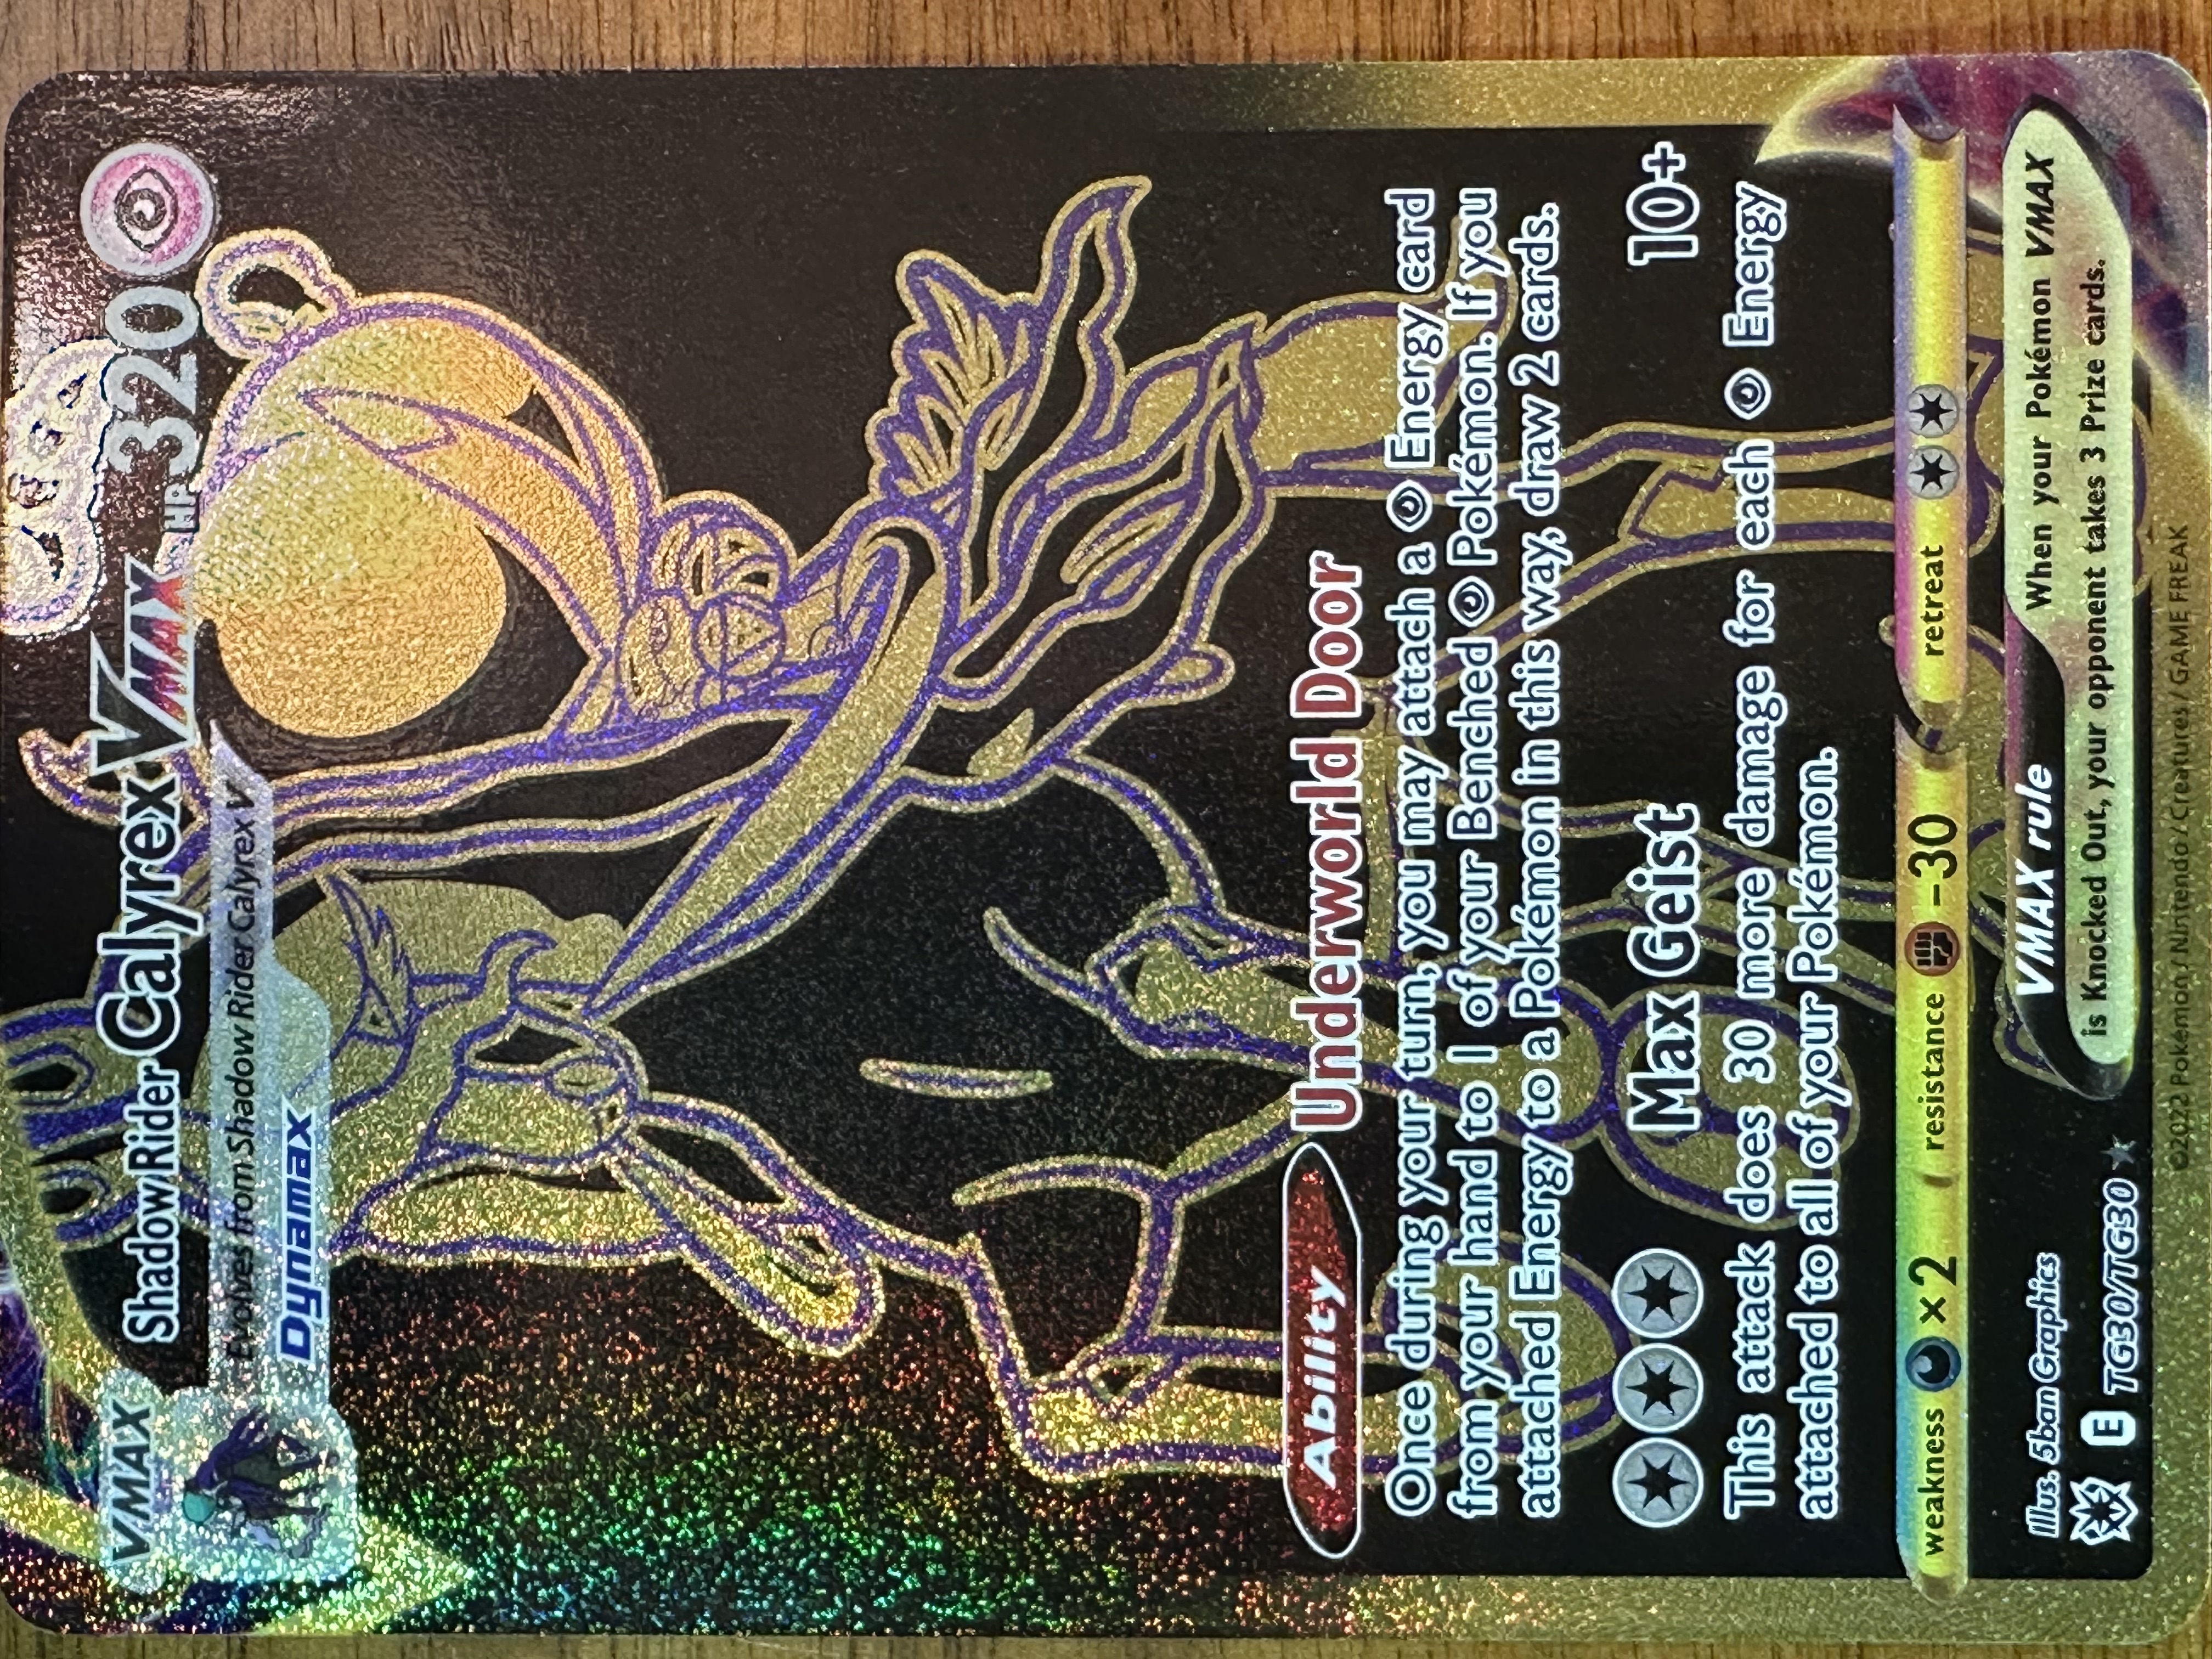 VMAX
Shadow Rider Calyrex VMAX HP 320
Evolves from Shadow Rider Calyrex V
Dynamax
Ability Underworld Door
Once during your turn, you may attach a Energy card
from your hand to 1 of your Benched Pokémon. If you
attached Energy to a Pokémon in this way, draw 2 cards.
Max Geist 10+
This attack does 30 more damage for each Energy
attached to all of your Pokémon.
weakness ×2 resistance -30 retreat
Illus. 5ban Graphics
VMAX rule When your Pokémon VMAX
is Knocked Out, your opponent takes 3 Prize cards.
E TG30/TG30
©2022 Pokémon / Nintendo / Creatures / GAME FREAK